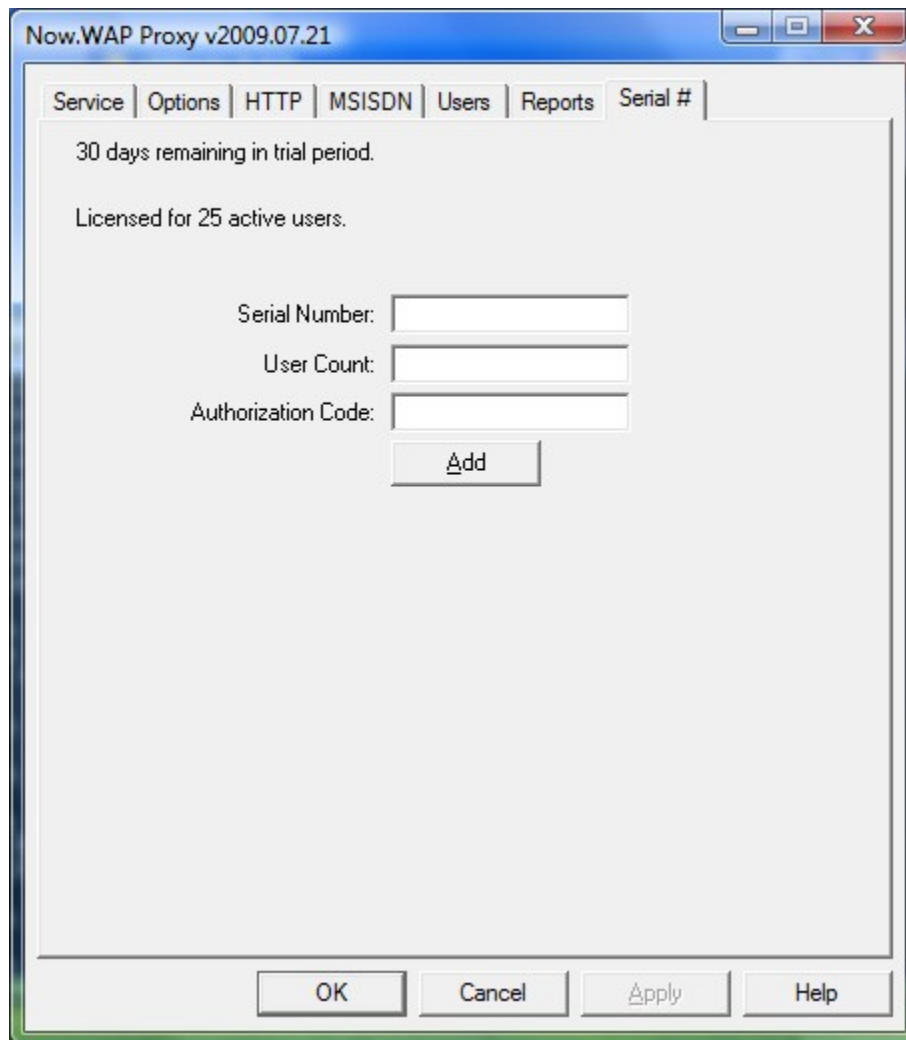 Now.WAP Proxy v2009.07.21
Service Options HTTP MSISDN Users Reports Serial #
30 days remaining in trial period.
Licensed for 25 active users.
Serial Number:
User Count:
Authorization Code:
Add
OK Cancel Apply Help